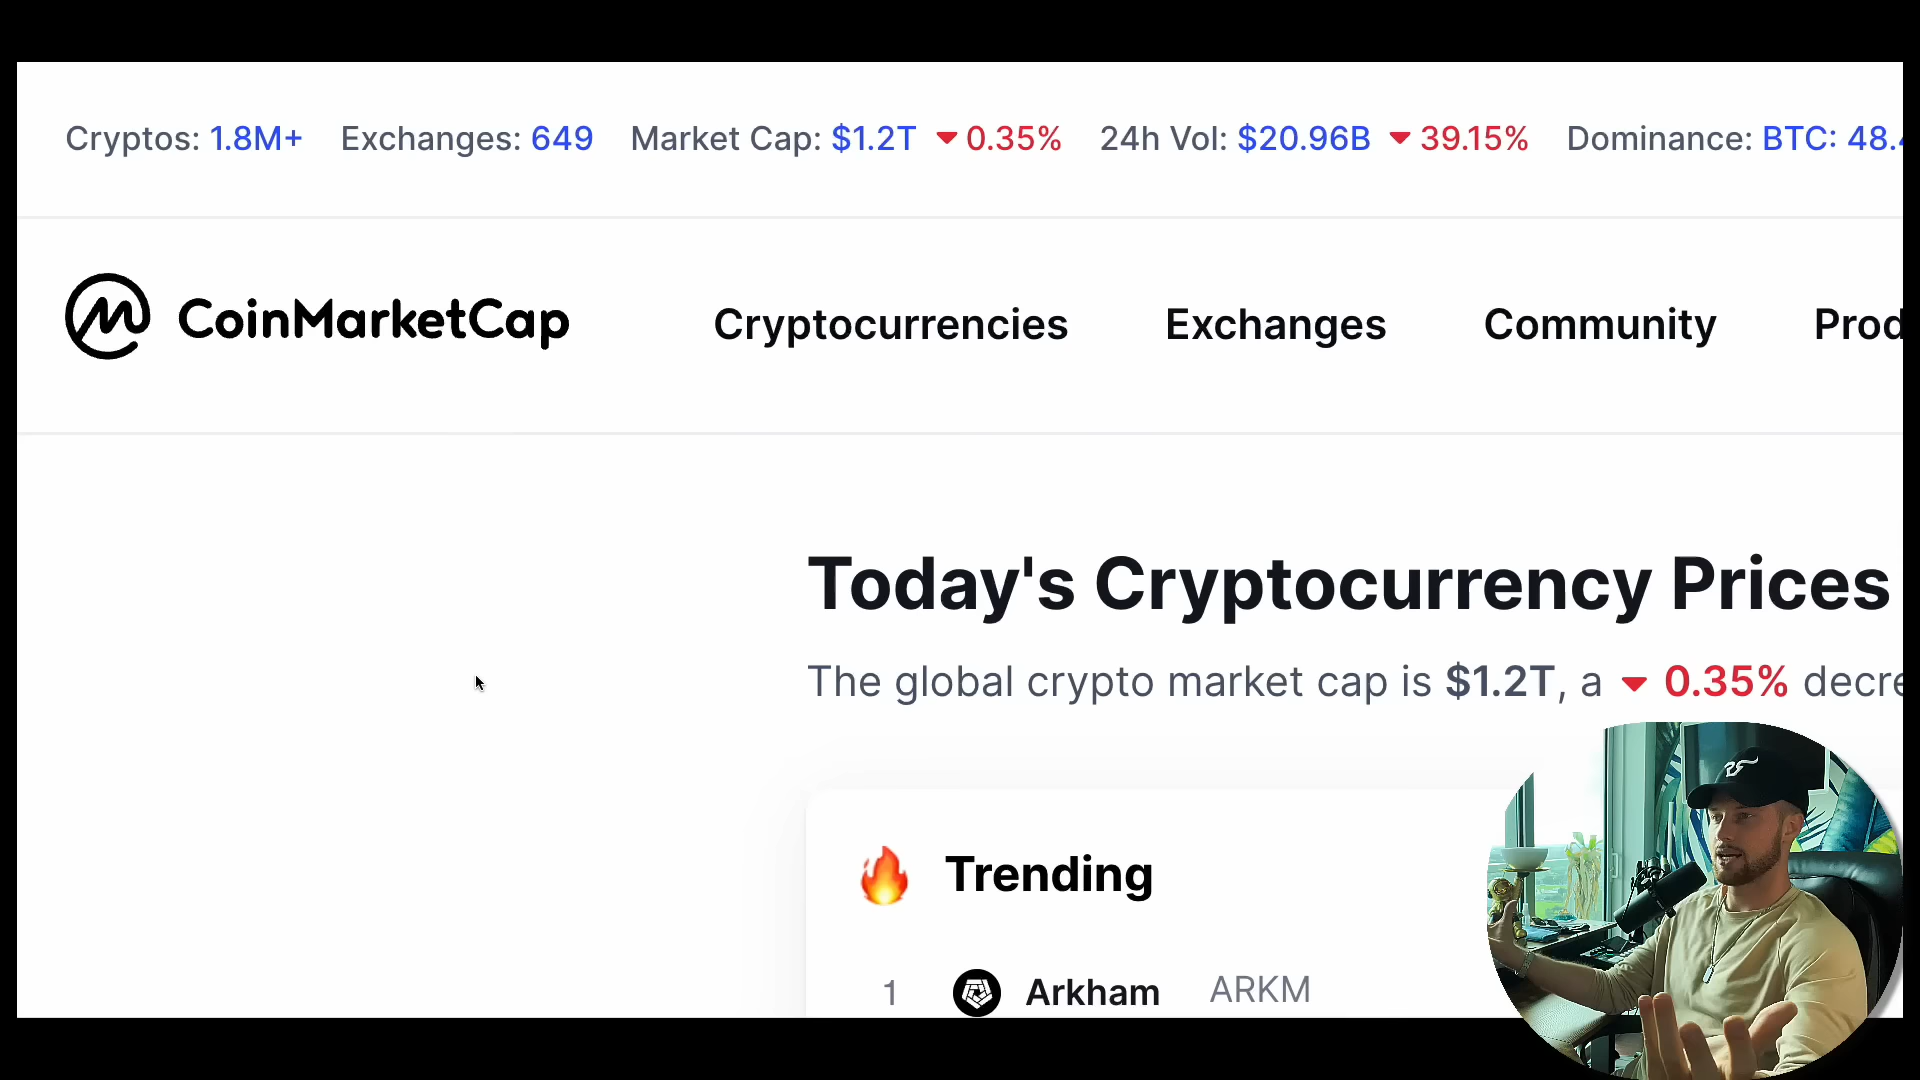 Cryptos: 1.8M+ Exchanges: 649 Market Cap: $1.2T 0.35% 24h Vol: $20.96B 39.15% Dominance: BTC: 48.
CoinMarketCap Cryptocurrencies Exchanges Community Prod
Today's Cryptocurrency Prices
The global crypto market cap is $1.2T, a 0.35% decre
Trending
1 Arkham ARKM